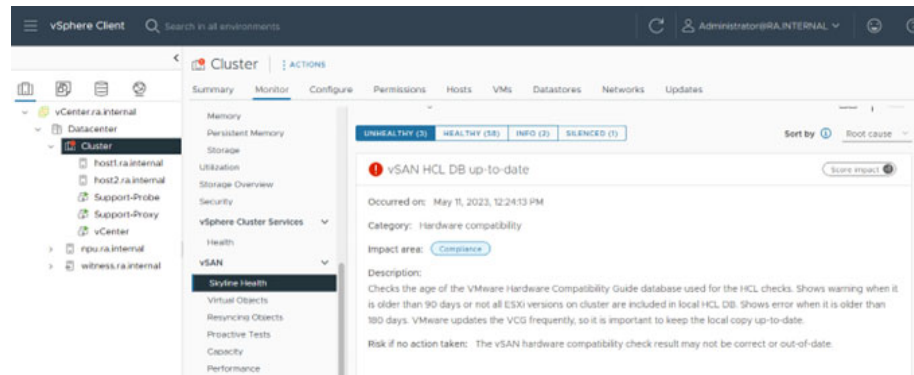 vSphere Client
Search in all environments
Administrator@RA.INTERNAL
Cluster
ACTIONS
Summary Monitor Configure Permissions Hosts VMs Datastores Networks Updates
vCenter.ra.internal
Datacenter
Cluster
host1.ra.internal
host2.ra.internal
Support-Probe
Support-Proxy
vCenter
npu.ra.internal
witness.ra.internal
Memory
Persistent Memory
Storage
Utilization
Storage Overview
Security
vSphere Cluster Services
Health
vSAN
Skyline Health
Virtual Objects
Resyncing Objects
Proactive Tests
Capacity
Performance
UNHEALTHY (3) HEALTHY (58) INFO (2) SILENCED (1)
Sort by Root cause
vSAN HCL DB up-to-date
Score impact
Occurred on: May 11, 2023, 12:24:13 PM
Category: Hardware compatibility
Impact area: Compliance
Description:
Checks the age of the VMware Hardware Compatibility Guide database used for the HCL checks. Shows warning when it
is older than 90 days or not all ESXi versions on cluster are included in local HCL DB. Shows error when it is older than
180 days. VMware updates the VCG frequently, so it is important to keep the local copy up-to-date.
Risk if no action taken: The vSAN hardware compatibility check result may not be correct or out-of-date.